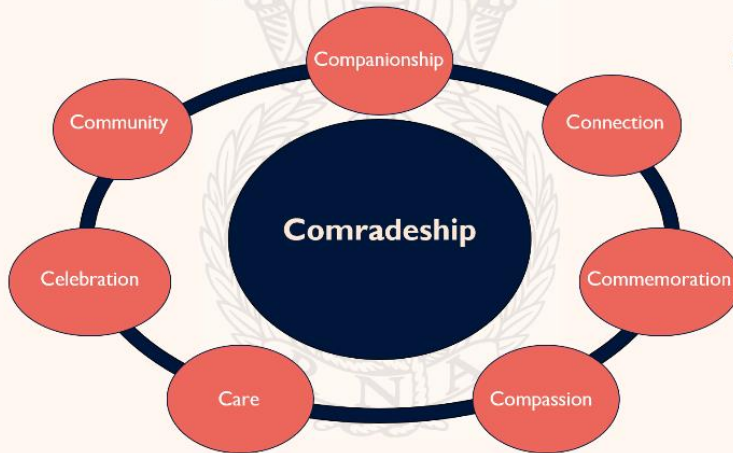 Companionship
Connection
Commemoration
Compassion
Care
Celebration
Community
Comradeship
R N A